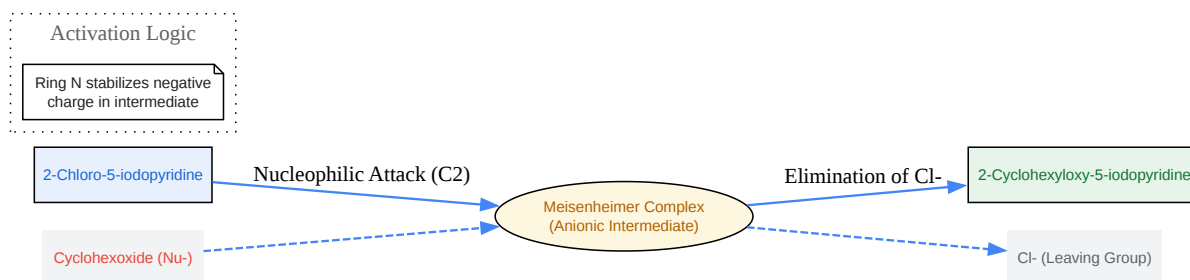 Activation Logic
Ring N stabilizes negative
charge in intermediate
2-Chloro-5-iodopyridine
Nucleophilic Attack (C2)
Elimination of Cl-
2-Cyclohexyloxy-5-iodopyridine
Meisenheimer Complex
(Anionic Intermediate)
Cyclohexoxide (Nu-)
Cl- (Leaving Group)